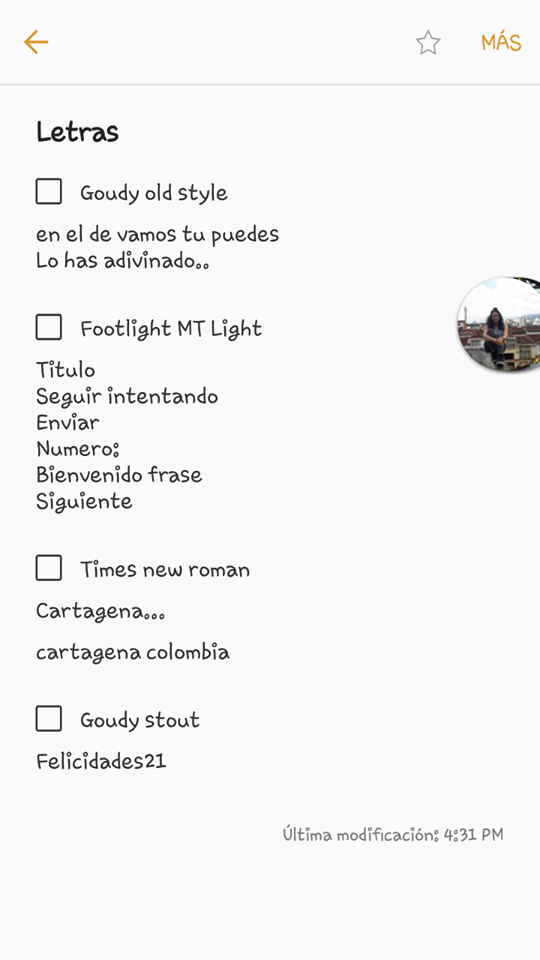 MÁS
Letras
Goudy old style
en el de vamos tu puedes
Lo has adivinado..
Footlight MT Light
Titulo
Seguir intentando
Enviar
Numero:
Bienvenido frase
Siguiente
Times new roman
Cartagena...
cartagena colombia
Goudy stout
Felicidades21
Última modificación: 4:31 PM